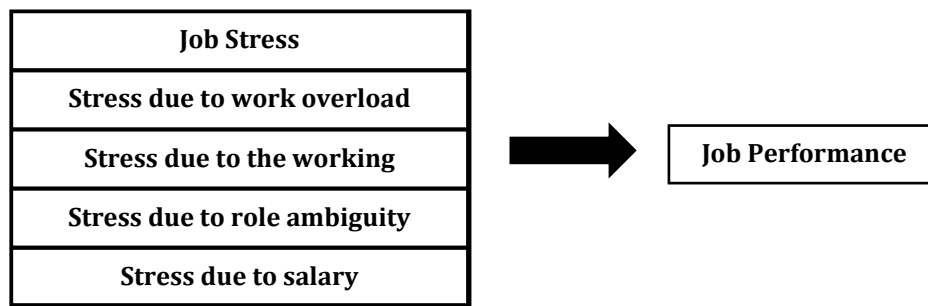 Job Stress
Stress due to work overload
Stress due to the working
Stress due to role ambiguity
Stress due to salary
Job Performance